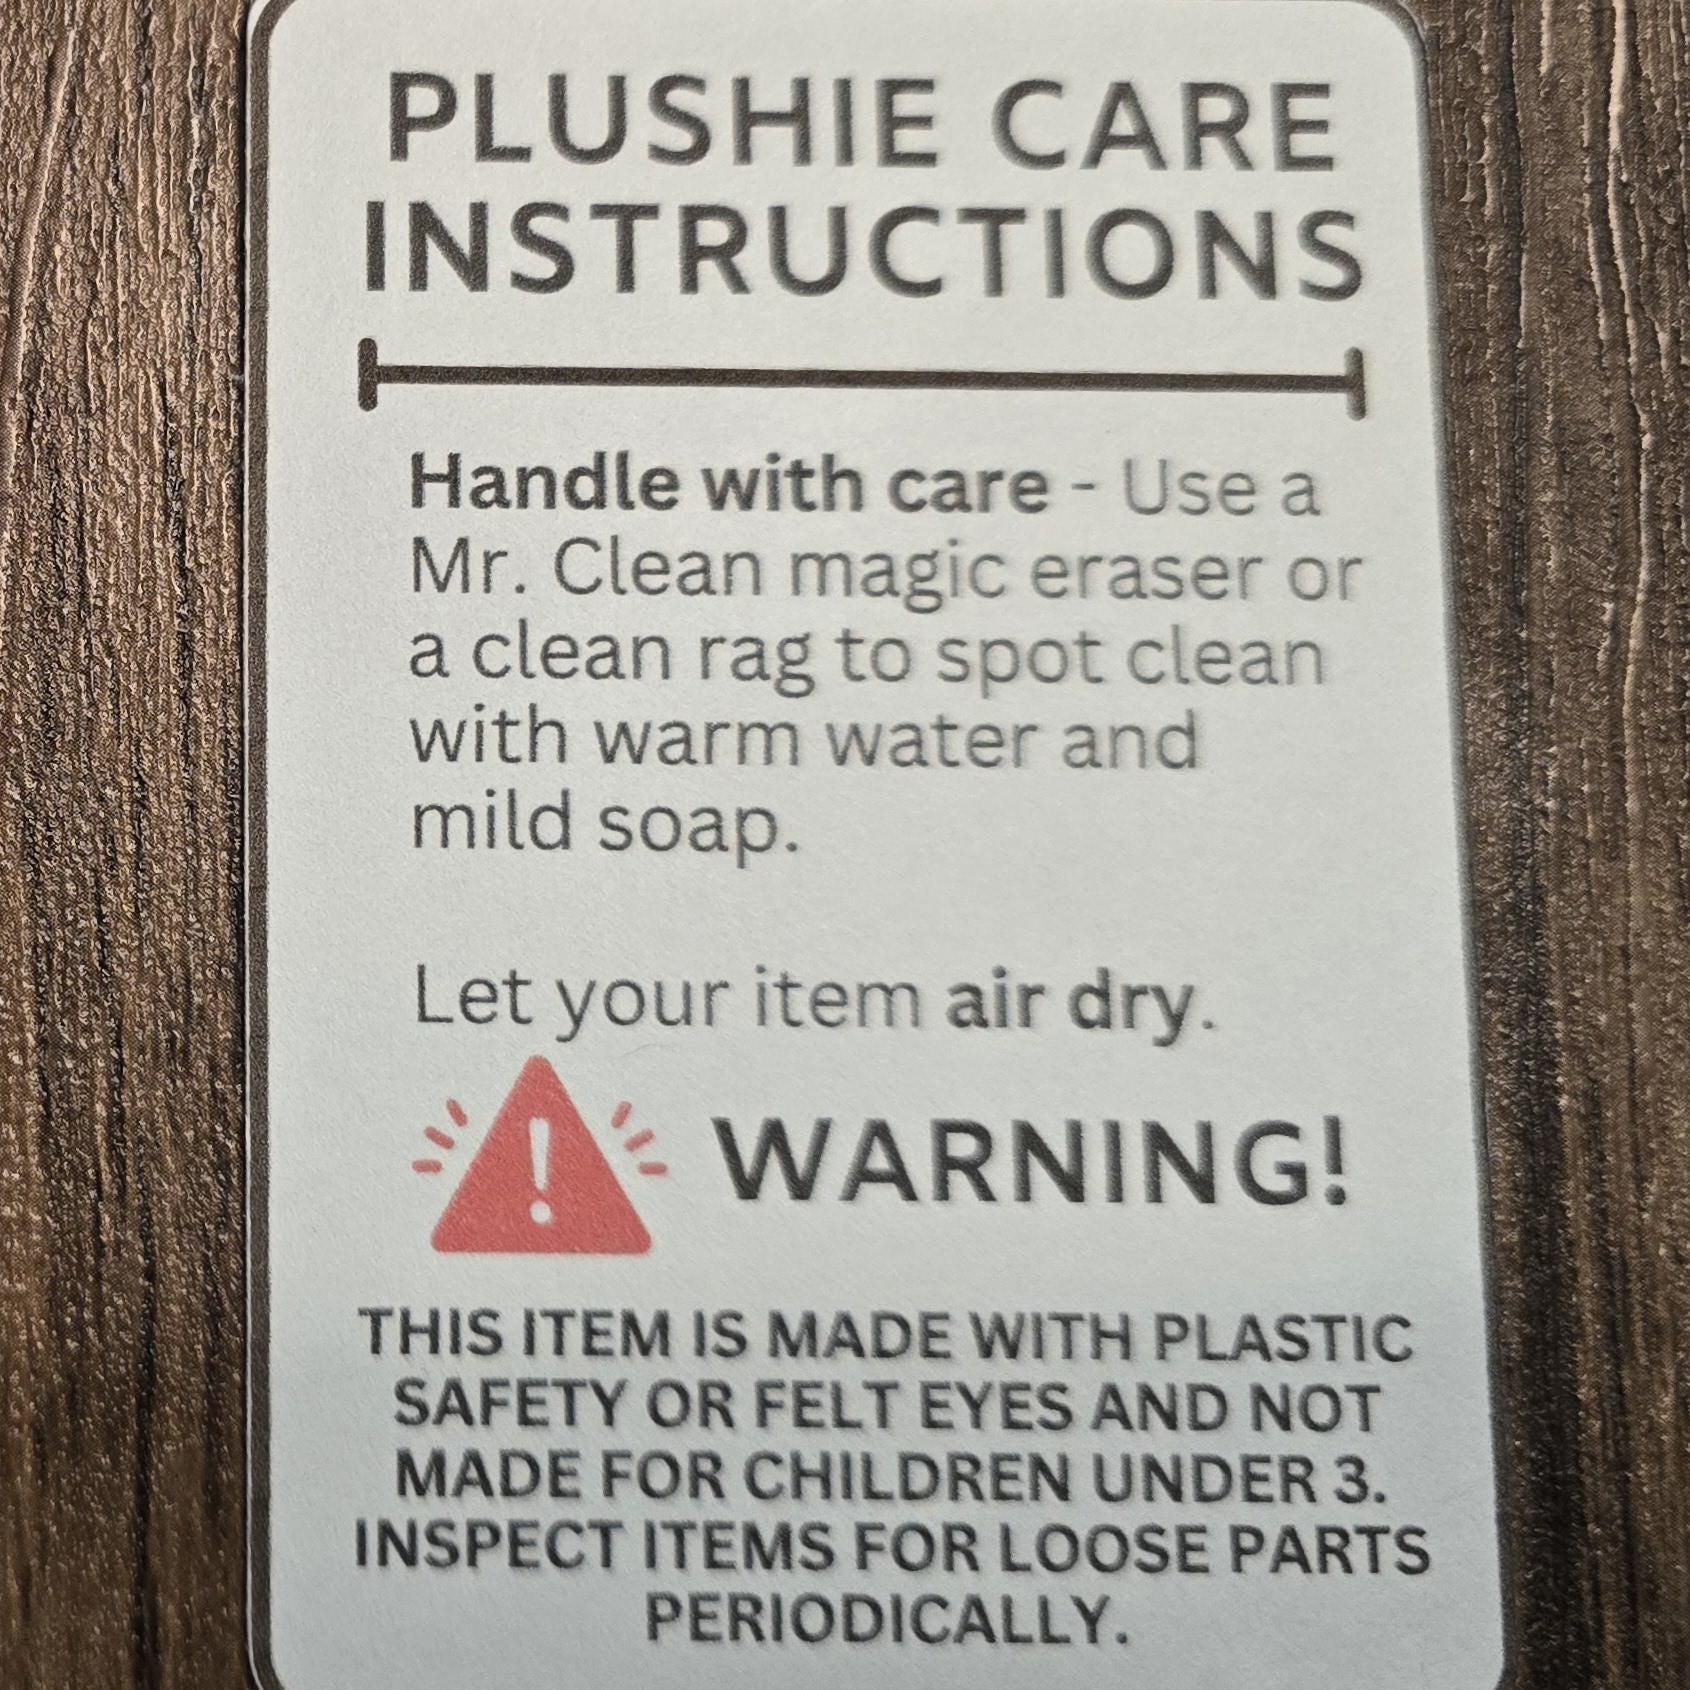 PLUSHIE CARE
INSTRUCTIONS
Handle with care - Use a
Mr. Clean magic eraser or
a clean rag to spot clean
with warm water and
mild soap.
Let your item air dry.
WARNING!
THIS ITEM IS MADE WITH PLASTIC
SAFETY OR FELT EYES AND NOT
MADE FOR CHILDREN UNDER 3.
INSPECT ITEMS FOR LOOSE PARTS
PERIODICALLY.